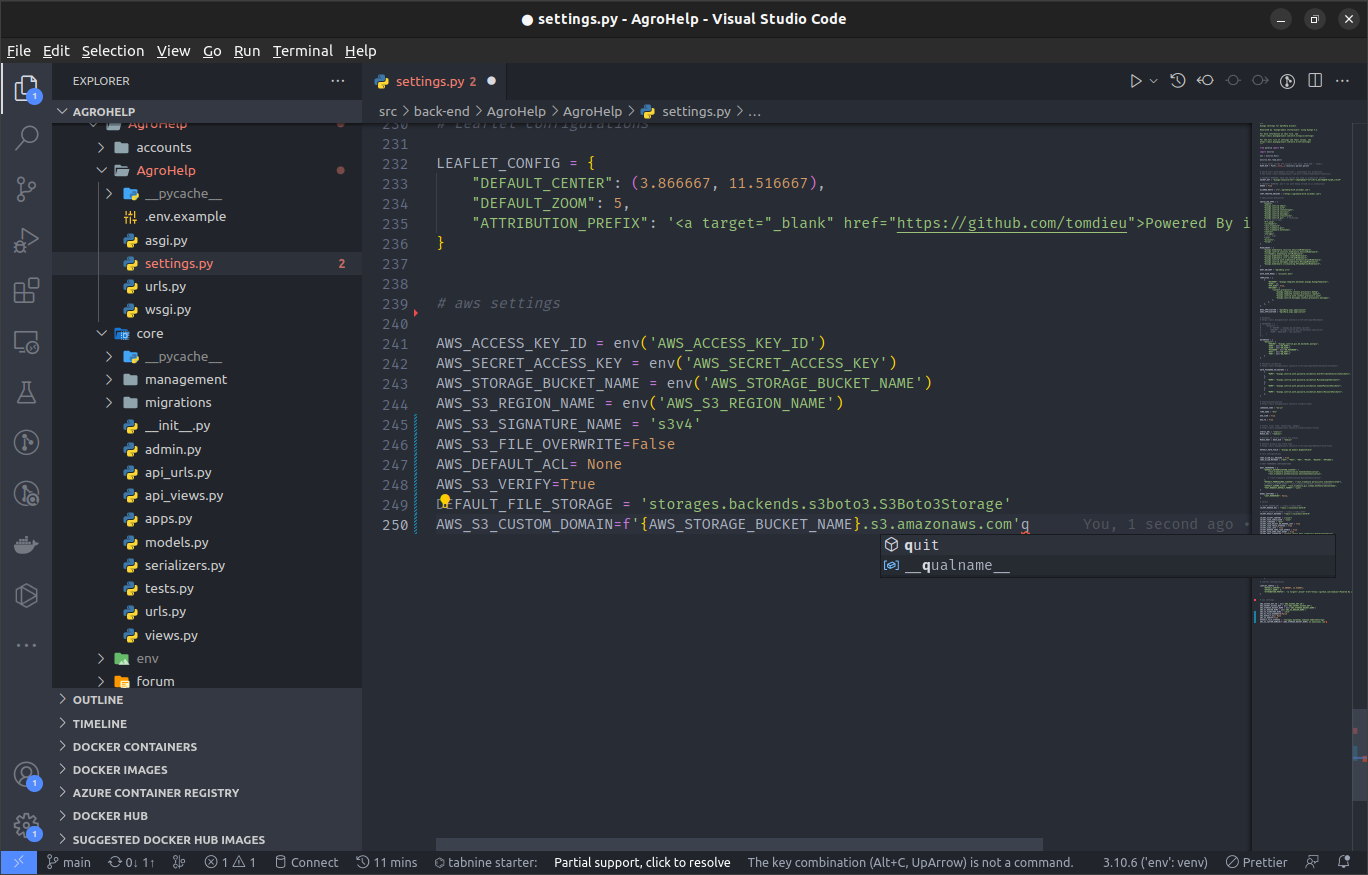 settings.py - AgroHelp - Visual Studio Code
File Edit Selection View Go Run Terminal Help
EXPLORER
AGROHELP
AgroHelp
accounts
AgroHelp
__pycache__
.env.example
asgi.py
settings.py 2
urls.py
wsgi.py
core
__pycache__
management
migrations
__init__.py
admin.py
api_urls.py
api_views.py
apps.py
models.py
serializers.py
tests.py
urls.py
views.py
env
forum
OUTLINE
TIMELINE
DOCKER CONTAINERS
DOCKER IMAGES
AZURE CONTAINER REGISTRY
DOCKER HUB
SUGGESTED DOCKER HUB IMAGES
1
1
1
settings.py 2
src > back-end > AgroHelp > AgroHelp > settings.py > ...
230 # Leaflet Configurations
231
232 LEAFLET_CONFIG = {
233 "DEFAULT_CENTER": (3.866667, 11.516667),
234 "DEFAULT_ZOOM": 5,
235 "ATTRIBUTION_PREFIX": '<a target="_blank" href="https://github.com/tomdieu">Powered By i
236 }
237
238
239 # aws settings
240
241 AWS_ACCESS_KEY_ID = env('AWS_ACCESS_KEY_ID')
242 AWS_SECRET_ACCESS_KEY = env('AWS_SECRET_ACCESS_KEY')
243 AWS_STORAGE_BUCKET_NAME = env('AWS_STORAGE_BUCKET_NAME')
244 AWS_S3_REGION_NAME = env('AWS_S3_REGION_NAME')
245 AWS_S3_SIGNATURE_NAME = 's3v4'
246 AWS_S3_FILE_OVERWRITE=False
247 AWS_DEFAULT_ACL= None
248 AWS_S3_VERIFY=True
249 DEFAULT_FILE_STORAGE = 'storages.backends.s3boto3.S3Boto3Storage'
250 AWS_S3_CUSTOM_DOMAIN=f'{AWS_STORAGE_BUCKET_NAME}.s3.amazonaws.com'q You, 1 second ago •
quit
__qualname__
main 0↓ 1↑ 1 1 Connect 11 mins tabnine starter: Partial support, click to resolve The key combination (Alt+C, UpArrow) is not a command. 3.10.6 ('env': venv) Prettier